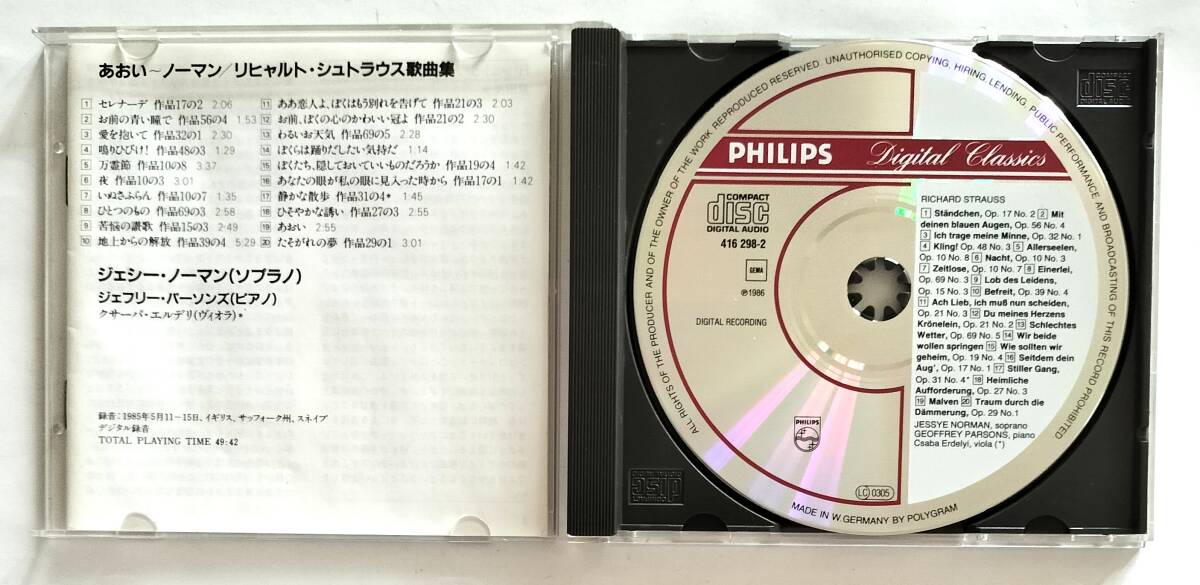 あおい〜ノーマン/リヒャルト・シュトラウス歌曲集
1 セレナーデ 作品17の2 2.06
2 お前の青い瞳で 作品56の4 1.53
3 愛を抱いて 作品32の1 2.30
4 鳴りひびけ! 作品48の3 1.29
5 万霊節 作品10の8 3.37
6 夜 作品10の3 3.01
7 いぬさふらん 作品10の7 1.35
8 ひとつのもの 作品69の3 2.58
9 苦悩の讃歌 作品15の3 2.49
10 地上からの解放 作品39の4 5.29
11 ああ恋人よ、ぼくはもう別れを告げて 作品21の3 2.03
12 お前、ぼくの心のかわいい冠よ 作品21の2 2.30
13 わるいお天気 作品69の5 2.28
14 ぼくらは踊りだしたい気持だ 1.14
15 ぼくたち、隠しておいていいものだろうか 作品19の4 1.42
16 あなたの眼が私の眼に見入った時から 作品17の1 1.42
17 静かな散歩 作品31の4*
18 ひそやかな誘い 作品27の3 2.55
19 あおい 2.55
20 たそがれの夢 作品29の1 3.01
ジェシー・ノーマン(ソプラノ)
ジェフリー・パーソンズ(ピアノ)
クサーバ・エルデリ(ヴィオラ)*
録音:1985年5月11-15日、イギリス、サッフォーク州、スネイプ
デジタル録音
TOTAL PLAYING TIME 49:42
ALL RIGHTS OF THE PRODUCER AND OF THE OWNER OF THE WORK REPRODUCED RESERVED. UNAUTHORISED COPYING, HIRING, LENDING, PUBLIC PERFORMANCE AND BROADCASTING OF THIS RECORD PROHIBITED
PHILIPS Digital Classics
COMPACT
disc
DIGITAL AUDIO
416 298-2
GEMA
℗1986
DIGITAL RECORDING
RICHARD STRAUSS
1 Ständchen, Op. 17 No. 2 2 Mit
deinen blauen Augen, Op. 56 No. 4
3 Ich trage meine Minne, Op. 32 No. 1
4 Kling! Op. 48 No. 3 5 Allerseelen,
Op. 10 No. 8 6 Nacht, Op. 10 No. 3
7 Zeitlose, Op. 10 No. 7 8 Einerlei,
Op. 69 No. 3 9 Lob des Leidens,
Op. 15 No. 3 10 Befreit, Op. 39 No. 4
11 Ach Lieb, ich muß nun scheiden,
Op. 21 No. 3 12 Du meines Herzens
Krönelein, Op. 21 No. 2 13 Schlechtes
Wetter, Op. 69 No. 5 14 Wir beide
wollen springen 15 Wie sollten wir
geheim, Op. 19 No. 4 16 Seitdem dein
Aug', Op. 17 No. 1 17 Stiller Gang,
Op. 31 No. 4* 18 Heimliche
Aufforderung, Op. 27 No. 3
19 Malven 20 Traum durch die
Dämmerung, Op. 29 No.1
JESSYE NORMAN, soprano
GEOFFREY PARSONS, piano
Csaba Erdelyi, viola (*)
PHILIPS
LC 0305
MADE IN W. GERMANY BY POLYGRAM
COMPACT
disc
DIGITAL AUDIO
COMPACT
disc
DIGITAL AUDIO